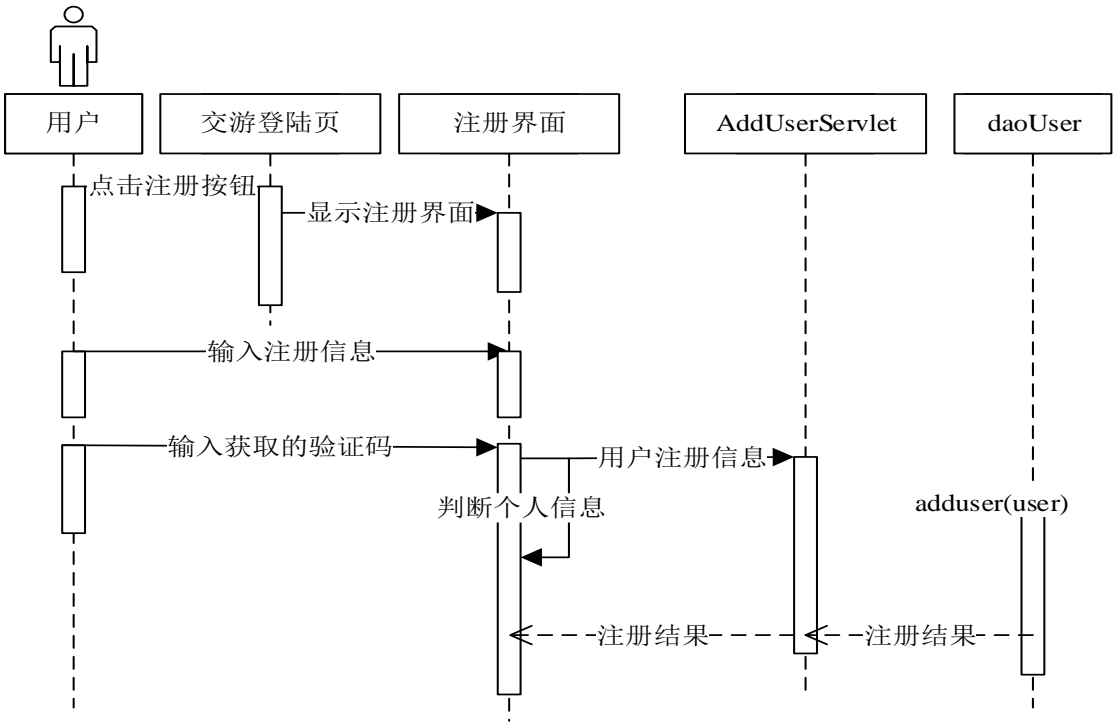 用户
交游登陆页
注册界面
AddUserServlet
daoUser
点击注册按钮
显示注册界面
输入注册信息
输入获取的验证码
用户注册信息
判断个人信息
adduser(user)
注册结果
注册结果